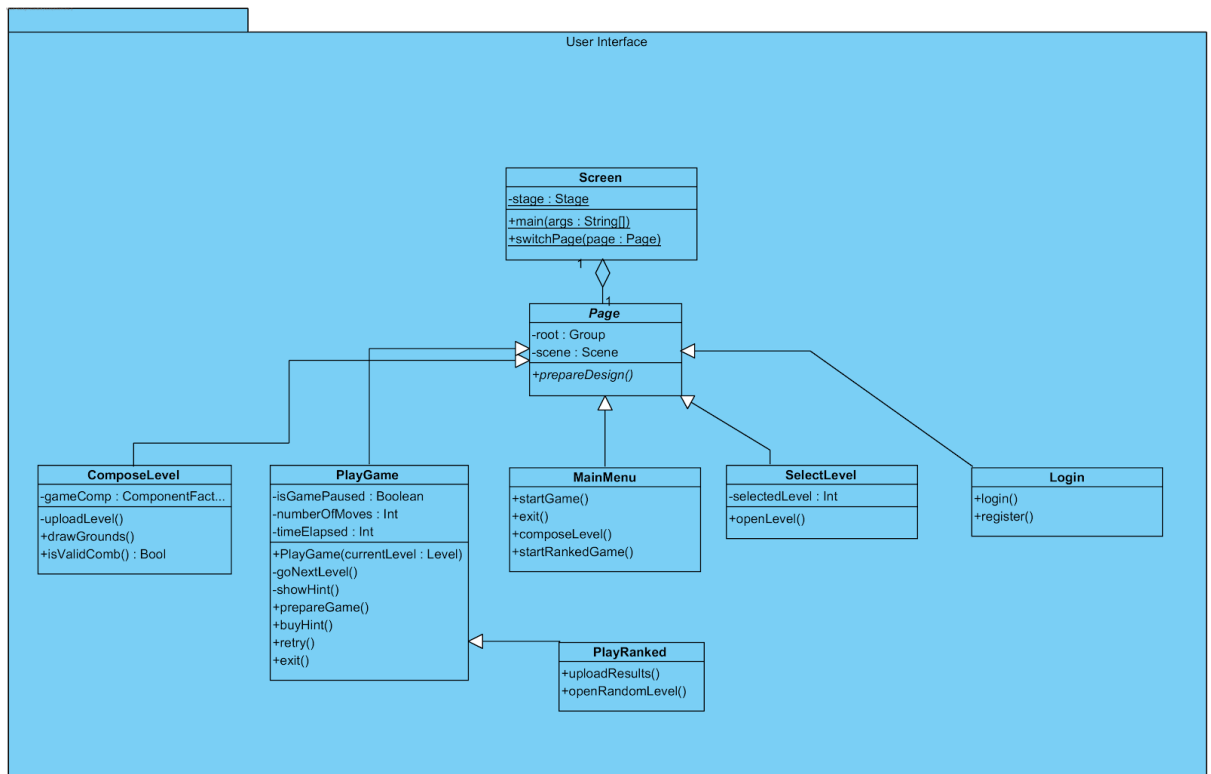 User Interface
Screen
-stage : Stage
+main(args : String[])
+switchPage(page : Page)
1
1
Page
-root : Group
-scene : Scene
+prepareDesign()
ComposeLevel
-gameComp : ComponentFact...
-uploadLevel()
+drawGrounds()
+isValidComb() : Bool
PlayGame
-isGamePaused : Boolean
-numberOfMoves : Int
-timeElapsed : Int
+PlayGame(currentLevel : Level)
-goNextLevel()
-showHint()
+prepareGame()
+buyHint()
+retry()
+exit()
MainMenu
+startGame()
+exit()
+composeLevel()
+startRankedGame()
SelectLevel
-selectedLevel : Int
+openLevel()
Login
+login()
+register()
PlayRanked
+uploadResults()
+openRandomLevel()